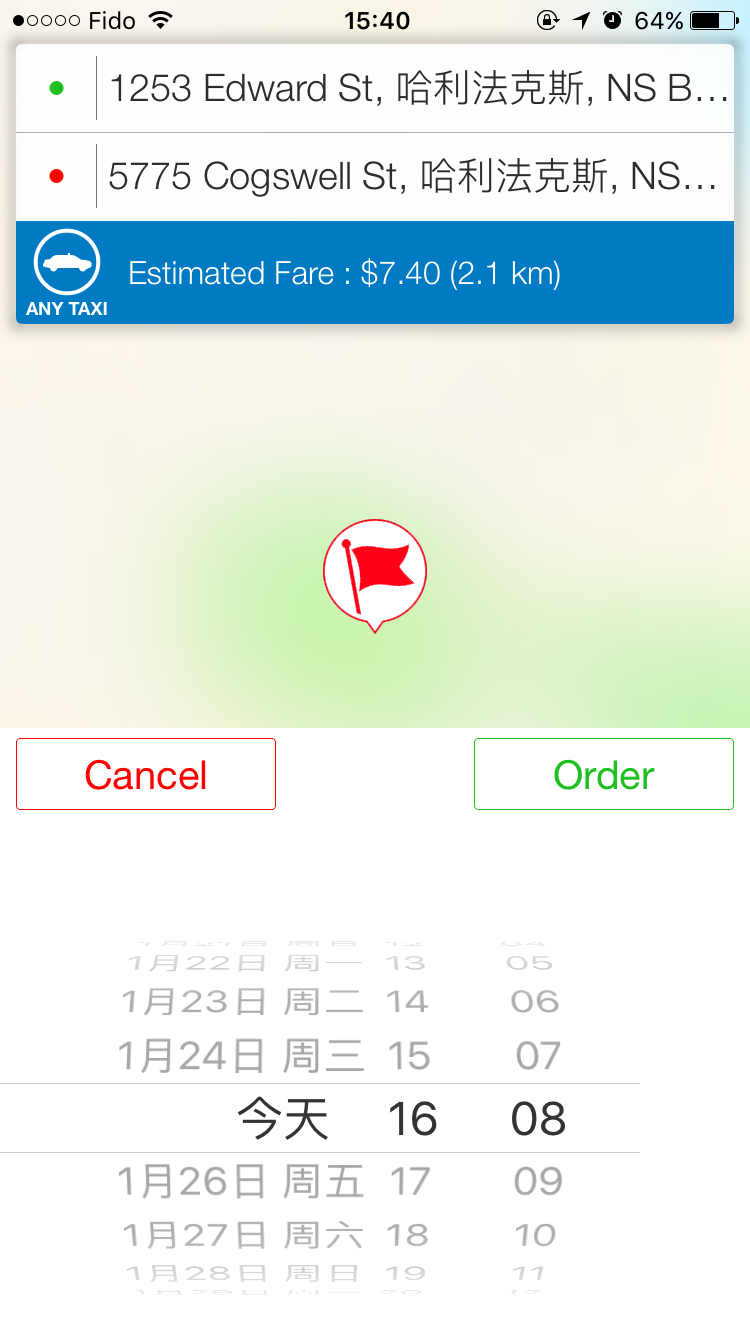 Fido 15:40 64%
1253 Edward St, 哈利法克斯, NS B...
5775 Cogswell St, 哈利法克斯, NS...
Estimated Fare : $7.40 (2.1 km)
ANY TAXI
Cancel Order
1月22日 周一 13 05
1月23日 周二 14 06
1月24日 周三 15 07
今天 16 08
1月26日 周五 17 09
1月27日 周六 18 10
1月28日 周日 19 11